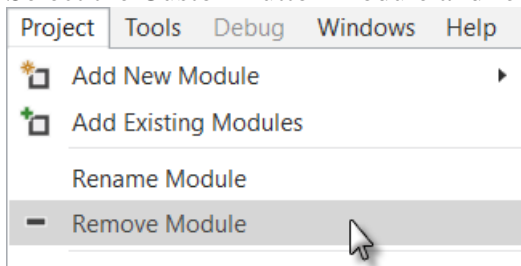 Project Tools Debug Windows Help
Add New Module
Add Existing Modules
Rename Module
Remove Module